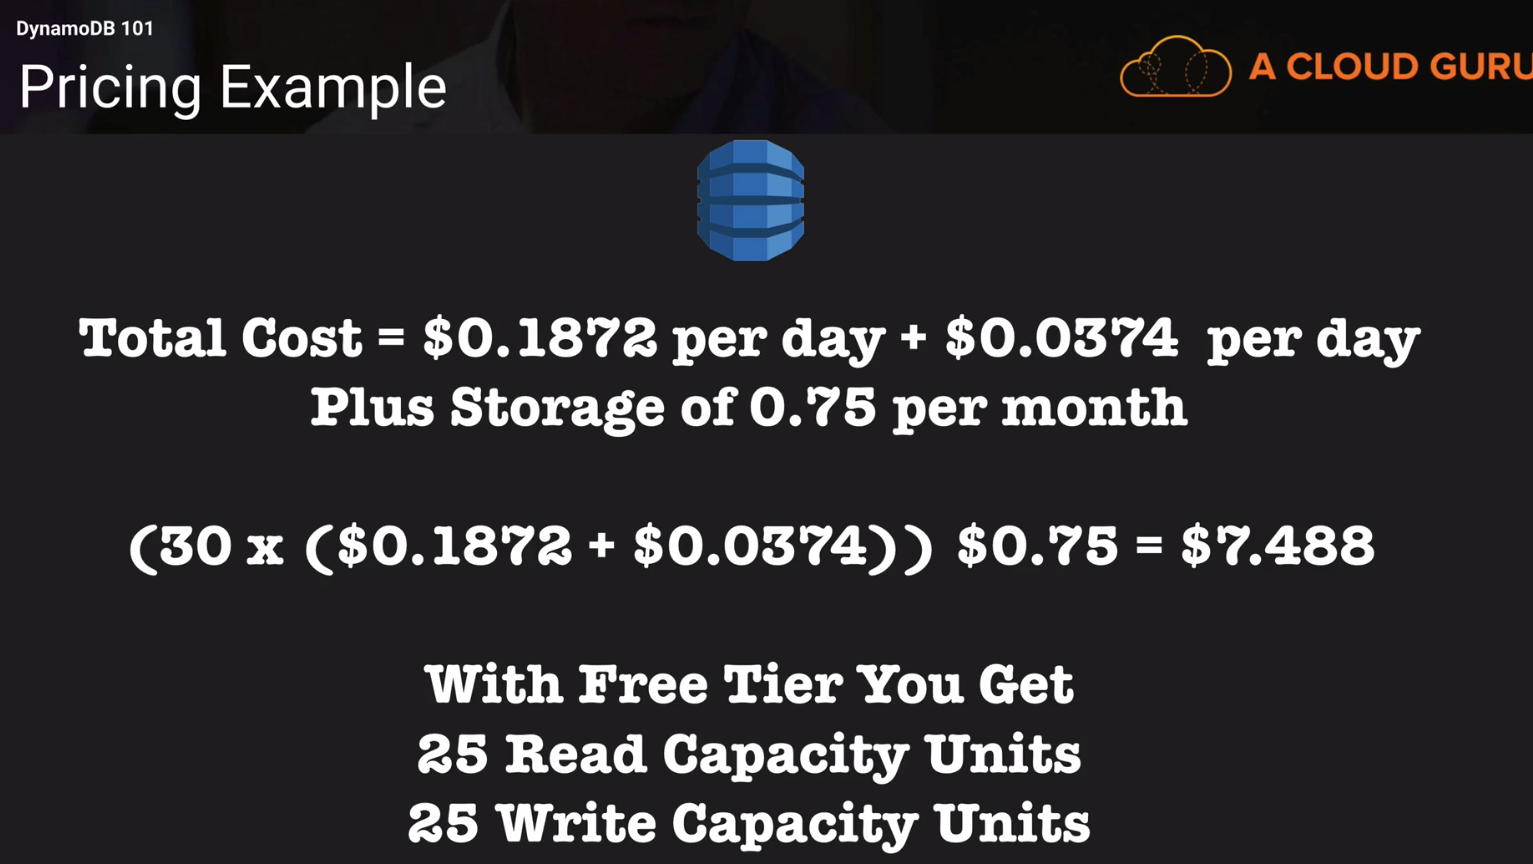 DynamoDB 101
Pricing Example
A CLOUD GURU
Total Cost = $0.1872 per day + $0.0374 per day
Plus Storage of 0.75 per month
(30 x ($0.1872 + $0.0374)) $0.75 = $7.488
With Free Tier You Get
25 Read Capacity Units
25 Write Capacity Units